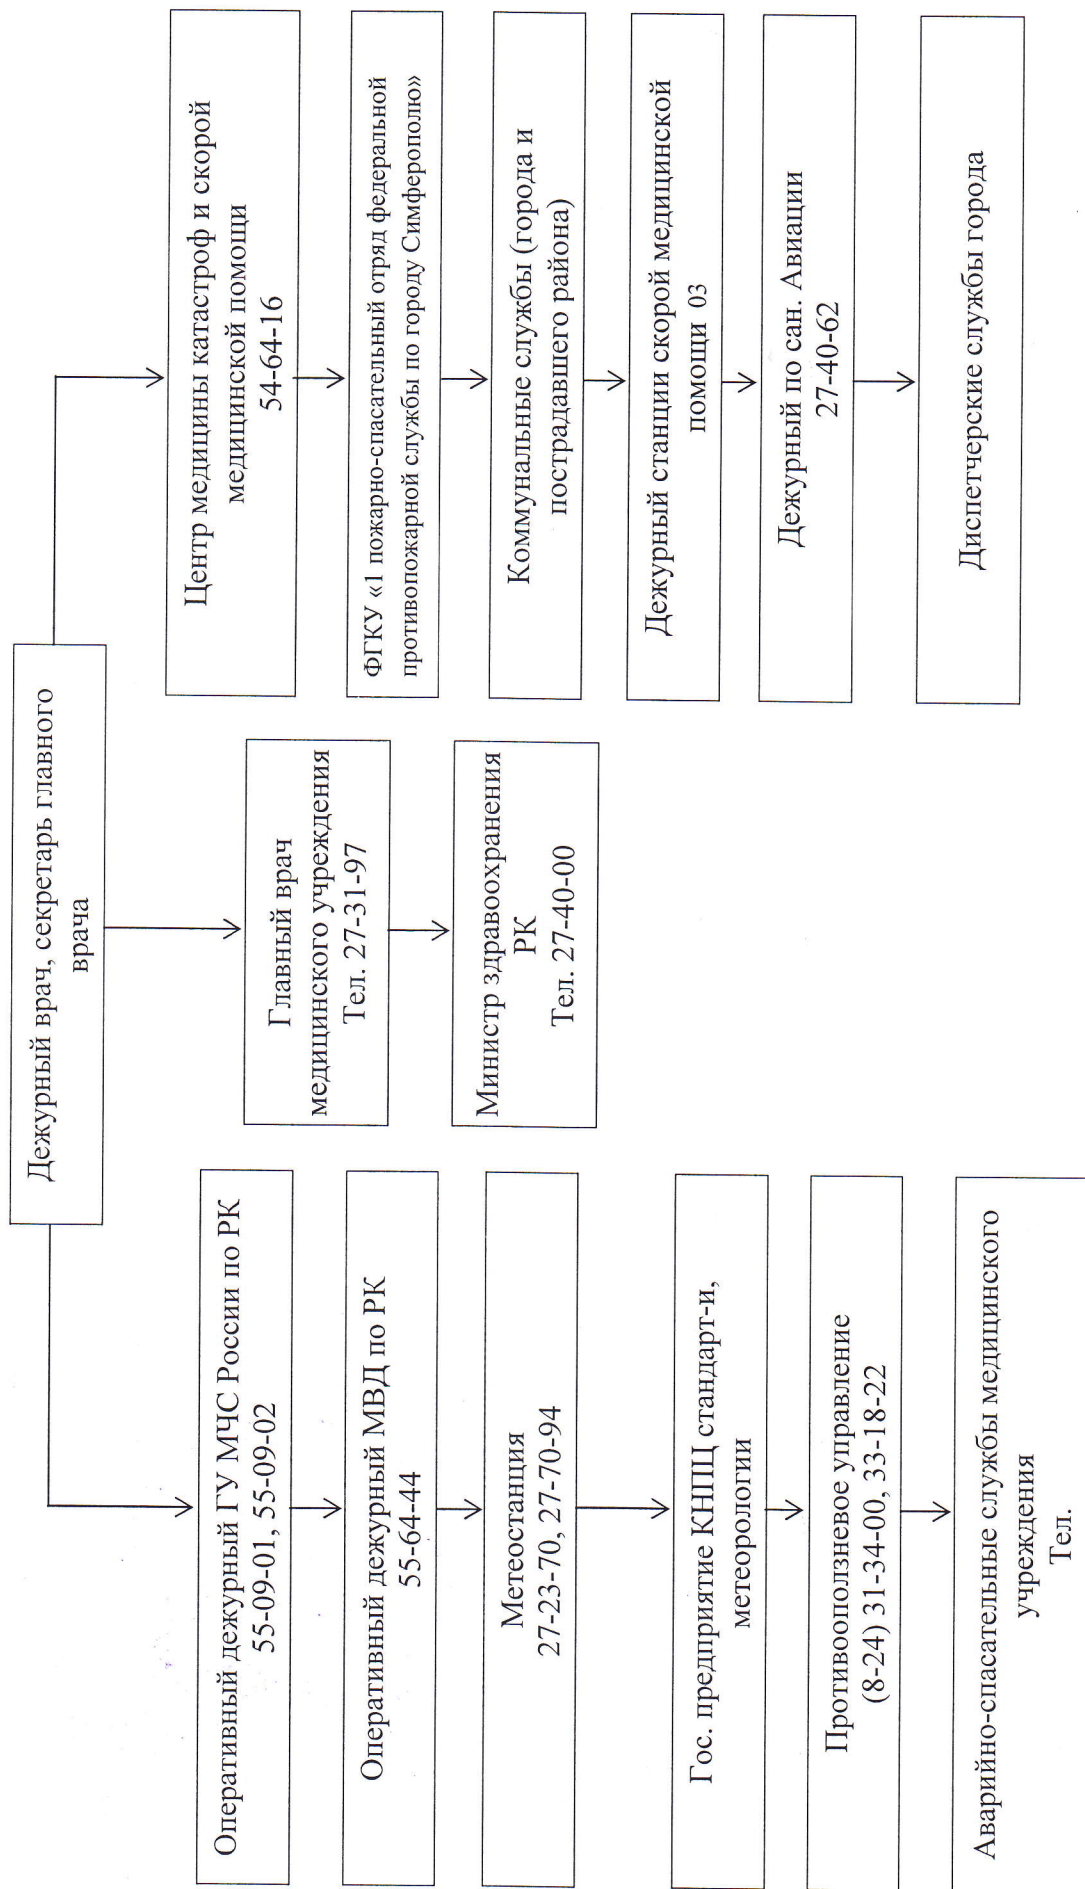 Дежурный врач, секретарь главного
врача
Оперативный дежурный ГУ МЧС России по РК
55-09-01, 55-09-02
Оперативный дежурный МВД по РК
55-64-44
Метеостанция
27-23-70, 27-70-94
Гос. предприятие КНПЦ стандарт-и,
метеорологии
Противооползневое управление
(8-24) 31-34-00, 33-18-22
Аварийно-спасательные службы медицинского
учреждения
Тел.
Главный врач
медицинского учреждения
Тел. 27-31-97
Министр здравоохранения
РК
Тел. 27-40-00
Центр медицины катастроф и скорой
медицинской помощи
54-64-16
ФГКУ «1 пожарно-спасательный отряд федеральной
противопожарной службы по городу Симферополю»
Коммунальные службы (города и
пострадавшего района)
Дежурный станции скорой медицинской
помощи 03
Дежурный по сан. Авиации
27-40-62
Диспетчерские службы города